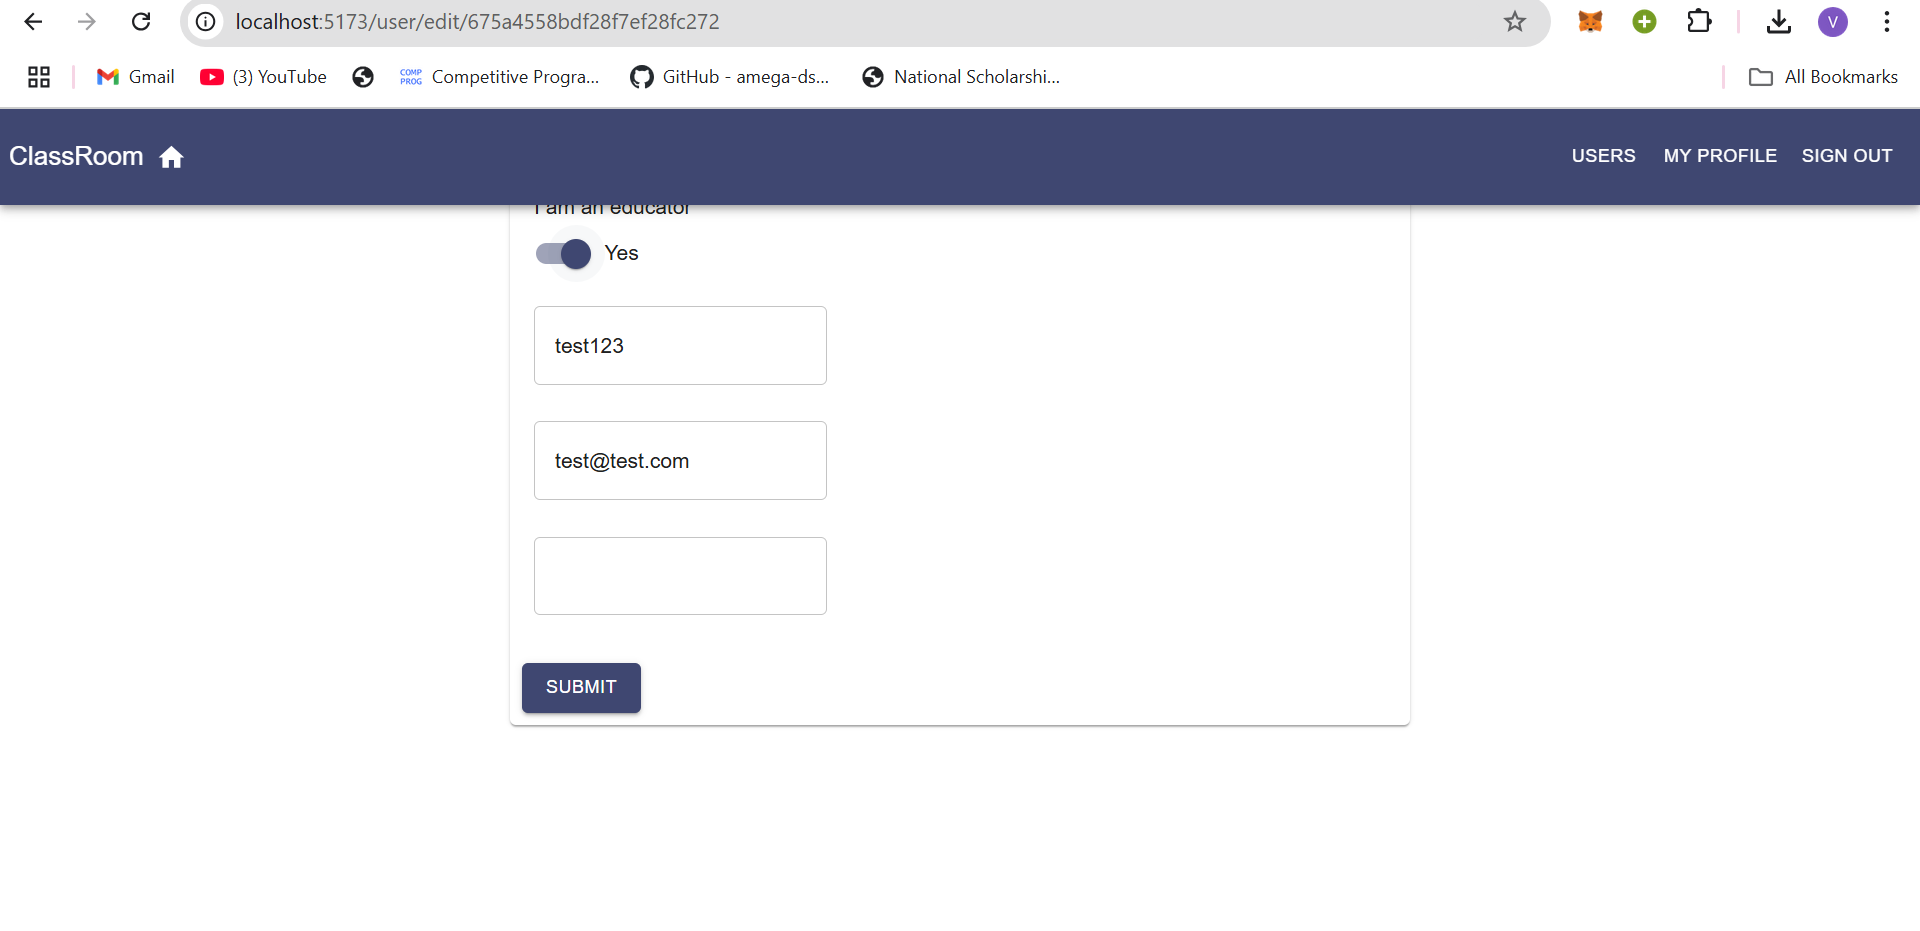 localhost:5173/user/edit/675a4558bdf28f7ef28fc272
V
Gmail
(3) YouTube
COMP PROG
Competitive Progra...
GitHub - amega-ds...
National Scholarshi...
All Bookmarks
ClassRoom
USERS
MY PROFILE
SIGN OUT
I am an educator
Yes
test123
test@test.com
SUBMIT